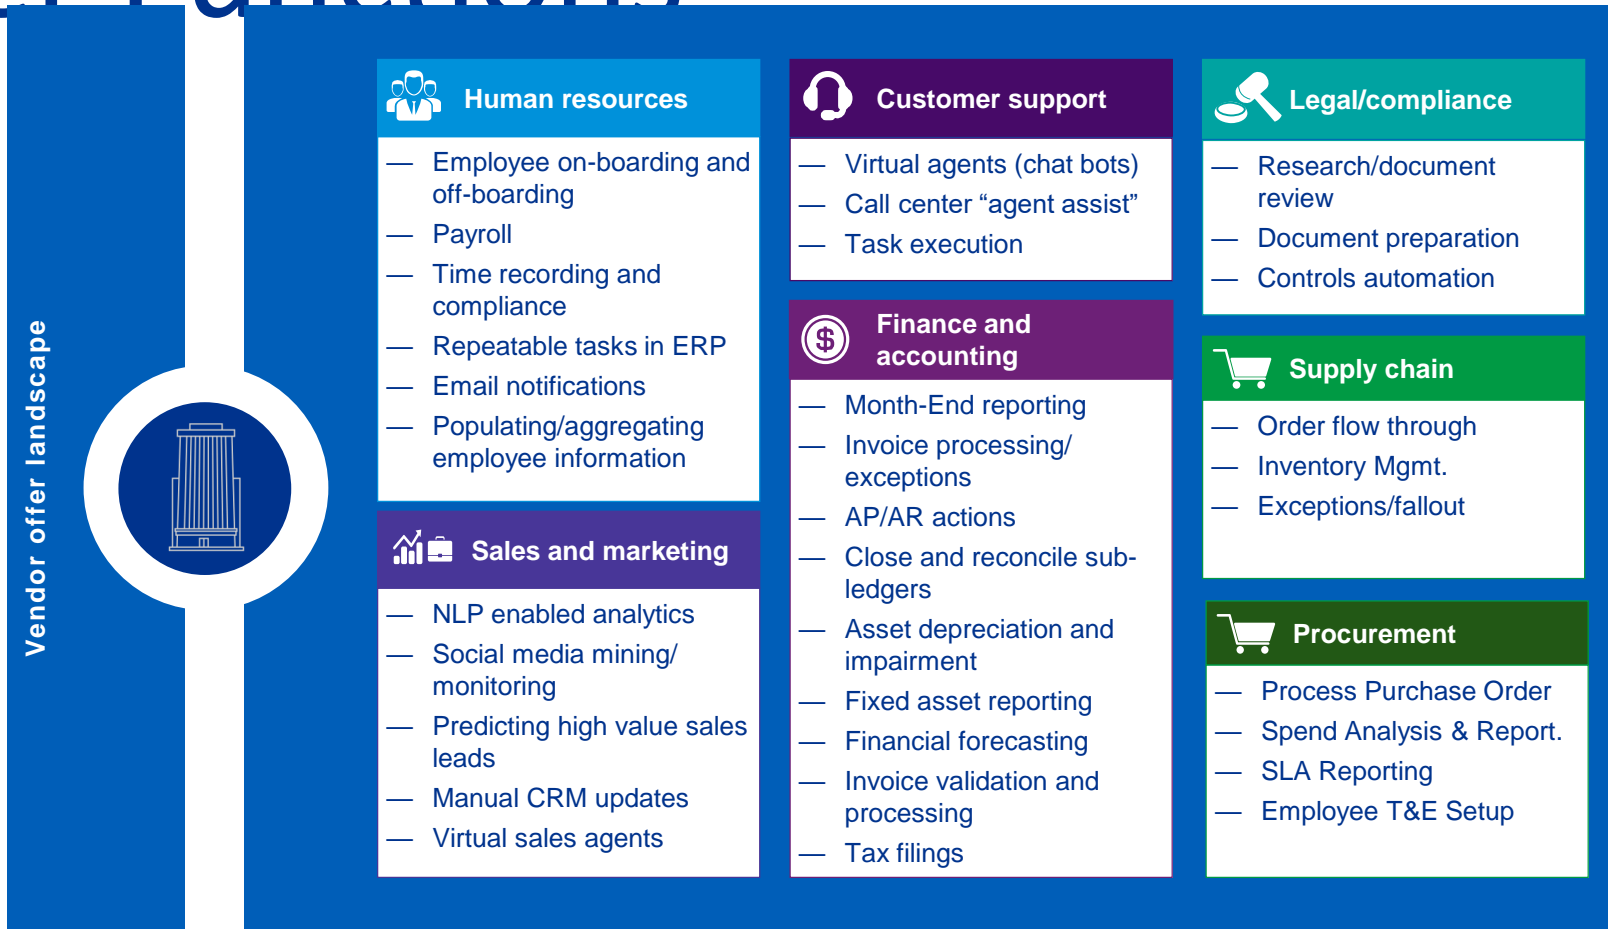 Functions
Vendor offer landscape
Human resources
— Employee on-boarding and
off-boarding
— Payroll
— Time recording and
compliance
— Repeatable tasks in ERP
— Email notifications
— Populating/aggregating
employee information
Sales and marketing
— NLP enabled analytics
— Social media mining/
monitoring
— Predicting high value sales
leads
— Manual CRM updates
— Virtual sales agents
Customer support
— Virtual agents (chat bots)
— Call center “agent assist”
— Task execution
Finance and
accounting
— Month-End reporting
— Invoice processing/
exceptions
— AP/AR actions
— Close and reconcile sub-
ledgers
— Asset depreciation and
impairment
— Fixed asset reporting
— Financial forecasting
— Invoice validation and
processing
— Tax filings
Legal/compliance
— Research/document
review
— Document preparation
— Controls automation
Supply chain
— Order flow through
— Inventory Mgmt.
— Exceptions/fallout
Procurement
— Process Purchase Order
— Spend Analysis & Report.
— SLA Reporting
— Employee T&E Setup